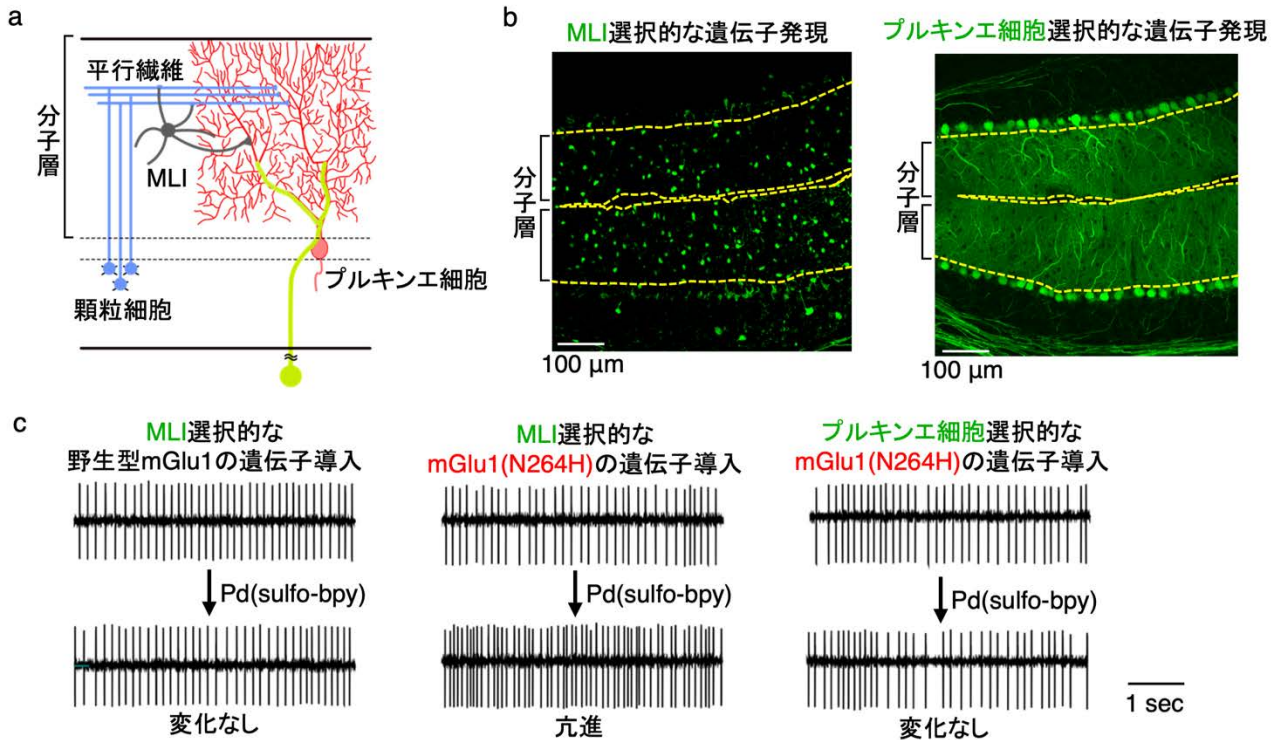 a
平行繊維
分子層
MLI
プルキンエ細胞
顆粒細胞
≈
b
MLI選択的な遺伝子発現
分子層
100 µm
プルキンエ細胞選択的な遺伝子発現
分子層
100 µm
c
MLI選択的な
野生型mGlu1の遺伝子導入
Pd(sulfo-bpy)
変化なし
MLI選択的な
mGlu1(N264H)の遺伝子導入
Pd(sulfo-bpy)
亢進
プルキンエ細胞選択的な
mGlu1(N264H)の遺伝子導入
Pd(sulfo-bpy)
変化なし
1 sec